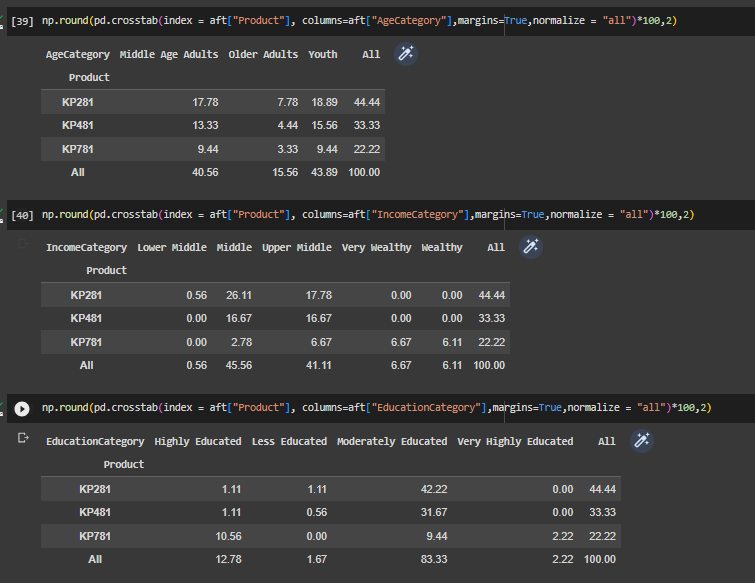 [39] np.round(pd.crosstab(index = aft["Product"], columns=aft["AgeCategory"],margins=True,normalize = "all")*100,2)
AgeCategory Middle Age Adults Older Adults Youth All
Product
KP281 17.78 7.78 18.89 44.44
KP481 13.33 4.44 15.56 33.33
KP781 9.44 3.33 9.44 22.22
All 40.56 15.56 43.89 100.00
[40] np.round(pd.crosstab(index = aft["Product"], columns=aft["IncomeCategory"],margins=True,normalize = "all")*100,2)
IncomeCategory Lower Middle Middle Upper Middle Very Wealthy Wealthy All
Product
KP281 0.56 26.11 17.78 0.00 0.00 44.44
KP481 0.00 16.67 16.67 0.00 0.00 33.33
KP781 0.00 2.78 6.67 6.67 6.11 22.22
All 0.56 45.56 41.11 6.67 6.11 100.00
np.round(pd.crosstab(index = aft["Product"], columns=aft["EducationCategory"],margins=True,normalize = "all")*100,2)
EducationCategory Highly Educated Less Educated Moderately Educated Very Highly Educated All
Product
KP281 1.11 1.11 42.22 0.00 44.44
KP481 1.11 0.56 31.67 0.00 33.33
KP781 10.56 0.00 9.44 2.22 22.22
All 12.78 1.67 83.33 2.22 100.00